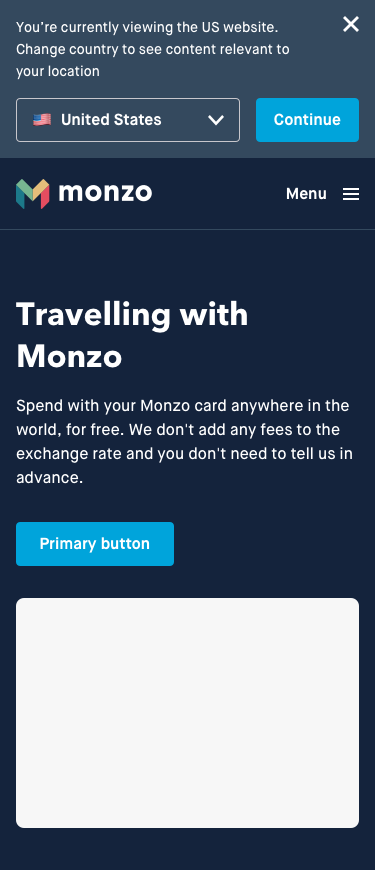 You’re currently viewing the US website.
Change country to see content relevant to
your location
United States
Continue
monzo
Menu
Travelling with
Monzo
Spend with your Monzo card anywhere in the
world, for free. We don't add any fees to the
exchange rate and you don't need to tell us in
advance.
Primary button